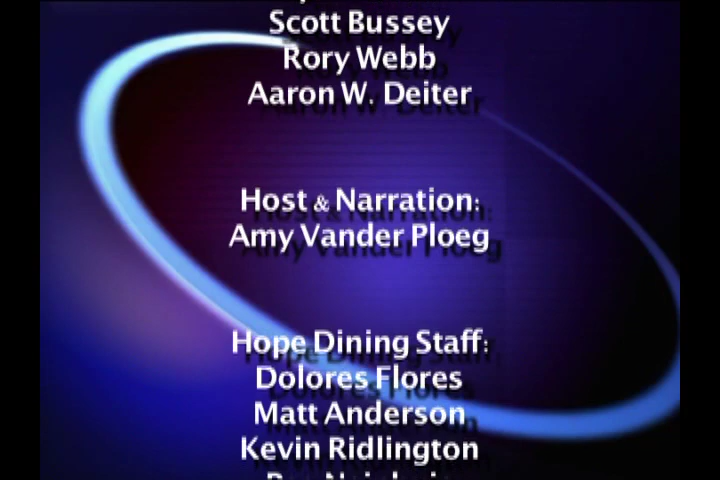 Scott Bussey
Rory Webb
Aaron W. Deiter
Host & Narration:
Amy Vander Ploeg
Hope Dining Staff:
Dolores Flores
Matt Anderson
Kevin Ridlington